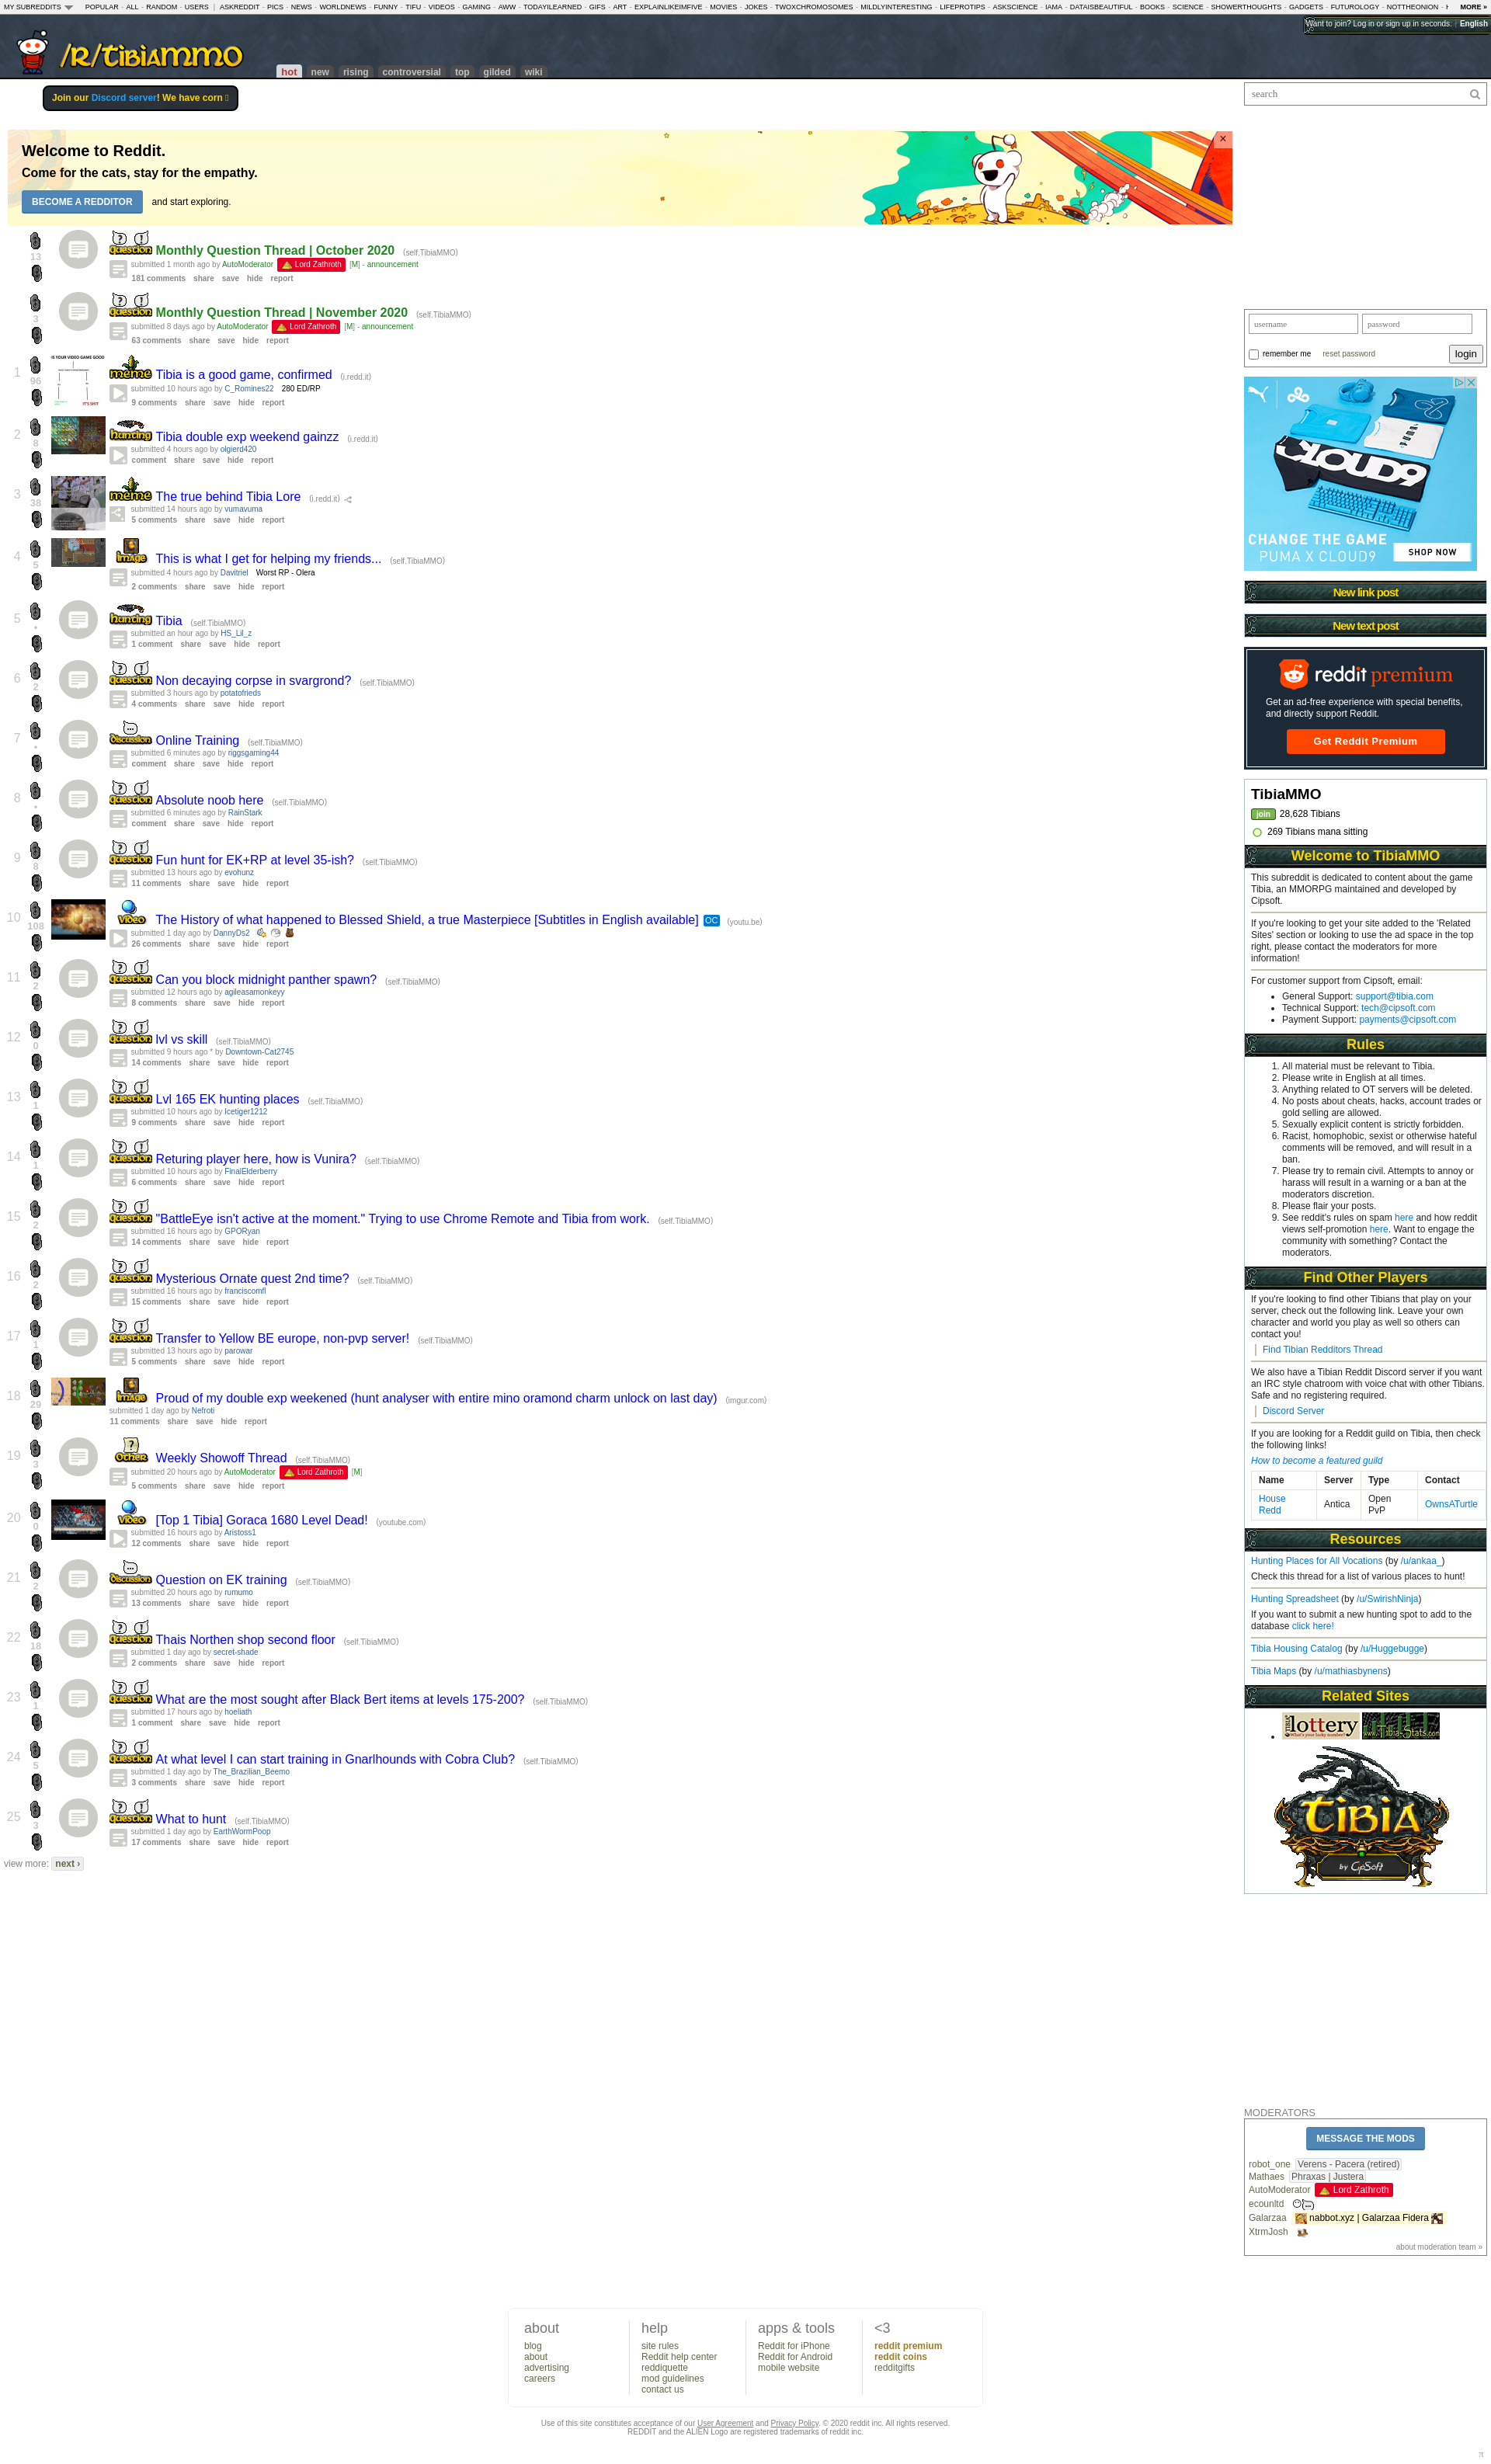 MY SUBREDDITS POPULAR - ALL - RANDOM - USERS | ASKREDDIT - PICS - NEWS - WORLDNEWS - FUNNY - TIFU - VIDEOS - GAMING - AWW - TODAYILEARNED - GIFS - ART - EXPLAINLIKEIMFIVE - MOVIES - JOKES - TWOXCHROMOSOMES - MILDLYINTERESTING - LIFEPROTIPS - ASKSCIENCE - IAMA - DATAISBEAUTIFUL - BOOKS - SCIENCE - SHOWERTHOUGHTS - GADGETS - FUTUROLOGY - NOTTHEONION - MORE »
Want to join? Log in or sign up in seconds. | English
/R/TibiaMMO
hot new rising controversial top gilded wiki
Join our Discord server! We have corn
search
Welcome to Reddit.
Come for the cats, stay for the empathy.
BECOME A REDDITOR and start exploring.
13
question Monthly Question Thread | October 2020 (self.TibiaMMO)
submitted 1 month ago by AutoModerator Lord Zathroth [M] - announcement
181 comments share save hide report
3
question Monthly Question Thread | November 2020 (self.TibiaMMO)
submitted 8 days ago by AutoModerator Lord Zathroth [M] - announcement
63 comments share save hide report
1 96
meme Tibia is a good game, confirmed (i.redd.it)
submitted 10 hours ago by C_Romines22 280 ED/RP
9 comments share save hide report
2 8
hunting Tibia double exp weekend gainzz (i.redd.it)
submitted 4 hours ago by olgierd420
comment share save hide report
3 38
meme The true behind Tibia Lore (i.redd.it)
submitted 14 hours ago by vumavuma
5 comments share save hide report
4 5
image This is what I get for helping my friends... (self.TibiaMMO)
submitted 4 hours ago by Davitriel Worst RP - Olera
2 comments share save hide report
5 •
hunting Tibia (self.TibiaMMO)
submitted an hour ago by HS_Lil_z
1 comment share save hide report
6 2
question Non decaying corpse in svargrond? (self.TibiaMMO)
submitted 3 hours ago by potatofrieds
4 comments share save hide report
7 •
discussion Online Training (self.TibiaMMO)
submitted 6 minutes ago by riggsgaming44
comment share save hide report
8 •
question Absolute noob here (self.TibiaMMO)
submitted 6 minutes ago by RainStark
comment share save hide report
9 8
question Fun hunt for EK+RP at level 35-ish? (self.TibiaMMO)
submitted 13 hours ago by evohunz
11 comments share save hide report
10 108
video The History of what happened to Blessed Shield, a true Masterpiece [Subtitles in English available] OC (youtu.be)
submitted 1 day ago by DannyDs2
26 comments share save hide report
11 2
question Can you block midnight panther spawn? (self.TibiaMMO)
submitted 12 hours ago by agileasamonkeyy
8 comments share save hide report
12 0
question lvl vs skill (self.TibiaMMO)
submitted 9 hours ago * by Downtown-Cat2745
14 comments share save hide report
13 1
question Lvl 165 EK hunting places (self.TibiaMMO)
submitted 10 hours ago by Icetiger1212
9 comments share save hide report
14 1
question Returing player here, how is Vunira? (self.TibiaMMO)
submitted 10 hours ago by FinalElderberry
6 comments share save hide report
15 2
question "BattleEye isn't active at the moment." Trying to use Chrome Remote and Tibia from work. (self.TibiaMMO)
submitted 16 hours ago by GPORyan
14 comments share save hide report
16 2
question Mysterious Ornate quest 2nd time? (self.TibiaMMO)
submitted 16 hours ago by franciscomfl
15 comments share save hide report
17 1
question Transfer to Yellow BE europe, non-pvp server! (self.TibiaMMO)
submitted 13 hours ago by parowar
5 comments share save hide report
18 29
image Proud of my double exp weekened (hunt analyser with entire mino oramond charm unlock on last day) (imgur.com)
submitted 1 day ago by Nefroti
11 comments share save hide report
19 3
other Weekly Showoff Thread (self.TibiaMMO)
submitted 20 hours ago by AutoModerator Lord Zathroth [M]
5 comments share save hide report
20 0
video [Top 1 Tibia] Goraca 1680 Level Dead! (youtube.com)
submitted 16 hours ago by Aristoss1
12 comments share save hide report
21 2
discussion Question on EK training (self.TibiaMMO)
submitted 20 hours ago by rumumo
13 comments share save hide report
22 18
question Thais Northen shop second floor (self.TibiaMMO)
submitted 1 day ago by secret-shade
2 comments share save hide report
23 1
question What are the most sought after Black Bert items at levels 175-200? (self.TibiaMMO)
submitted 17 hours ago by hoeliath
1 comment share save hide report
24 5
question At what level I can start training in Gnarlhounds with Cobra Club? (self.TibiaMMO)
submitted 1 day ago by The_Brazilian_Beemo
3 comments share save hide report
25 3
question What to hunt (self.TibiaMMO)
submitted 1 day ago by EarthWormPoop
17 comments share save hide report
view more: next ›
username password
remember me reset password login
CLOUD9
CHANGE THE GAME
PUMA X CLOUD9
SHOP NOW
New link post
New text post
reddit premium
Get an ad-free experience with special benefits, and directly support Reddit.
Get Reddit Premium
TibiaMMO
join 28,628 Tibians
269 Tibians mana sitting
Welcome to TibiaMMO
This subreddit is dedicated to content about the game
Tibia, an MMORPG maintained and developed by
Cipsoft.
If you're looking to get your site added to the 'Related
Sites' section or looking to use the ad space in the top
right, please contact the moderators for more
information!
For customer support from Cipsoft, email:
General Support: support@tibia.com
Technical Support: tech@cipsoft.com
Payment Support: payments@cipsoft.com
Rules
1. All material must be relevant to Tibia.
2. Please write in English at all times.
3. Anything related to OT servers will be deleted.
4. No posts about cheats, hacks, account trades or
gold selling are allowed.
5. Sexually explicit content is strictly forbidden.
6. Racist, homophobic, sexist or otherwise hateful
comments will be removed, and will result in a
ban.
7. Please try to remain civil. Attempts to annoy or
harass will result in a warning or a ban at the
moderators discretion.
8. Please flair your posts.
9. See reddit's rules on spam here and how reddit
views self-promotion here. Want to engage the
community with something? Contact the
moderators.
Find Other Players
If you're looking to find other Tibians that play on your
server, check out the following link. Leave your own
character and world you play as well so others can
contact you!
Find Tibian Redditors Thread
We also have a Tibian Reddit Discord server if you want
an IRC style chatroom with voice chat with other Tibians.
Safe and no registering required.
Discord Server
If you are looking for a Reddit guild on Tibia, then check
the following links!
How to become a featured guild
Name Server Type Contact
House Redd Antica Open PvP OwnsATurtle
Resources
Hunting Places for All Vocations (by /u/ankaa_)
Check this thread for a list of various places to hunt!
Hunting Spreadsheet (by /u/SwirishNinja)
If you want to submit a new hunting spot to add to the
database click here!
Tibia Housing Catalog (by /u/Huggebugge)
Tibia Maps (by /u/mathiasbynens)
Related Sites
lottery www.Tibia-Stats.com
TIBIA
by CipSoft
MODERATORS
MESSAGE THE MODS
robot_one Verens - Pacera (retired)
Mathaes Phraxas | Justera
AutoModerator Lord Zathroth
ecounltd
Galarzaa nabbot.xyz | Galarzaa Fidera
XtrmJosh
about moderation team »
about
blog
about
advertising
careers
help
site rules
Reddit help center
reddiquette
mod guidelines
contact us
apps & tools
Reddit for iPhone
Reddit for Android
mobile website
<3
reddit premium
reddit coins
redditgifts
Use of this site constitutes acceptance of our User Agreement and Privacy Policy. © 2020 reddit inc. All rights reserved.
REDDIT and the ALIEN Logo are registered trademarks of reddit inc.
π